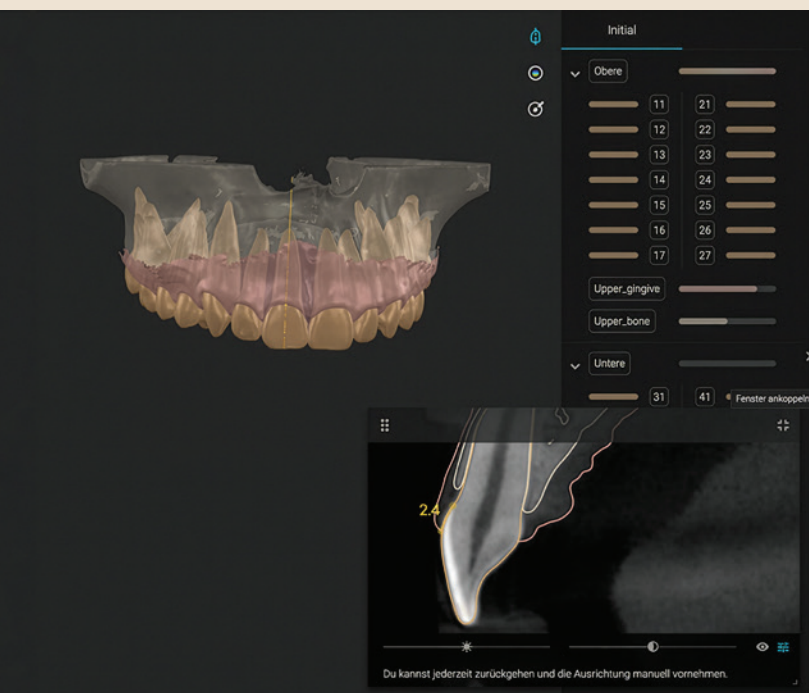 Initial
Obere
11 21
12 22
13 23
14 24
15 25
16 26
17 27
Upper_gingive
Upper_bone
Untere
31 41
Fenster ankoppeln
2.4
Du kannst jederzeit zurückgehen und die Ausrichtung manuell vornehmen.